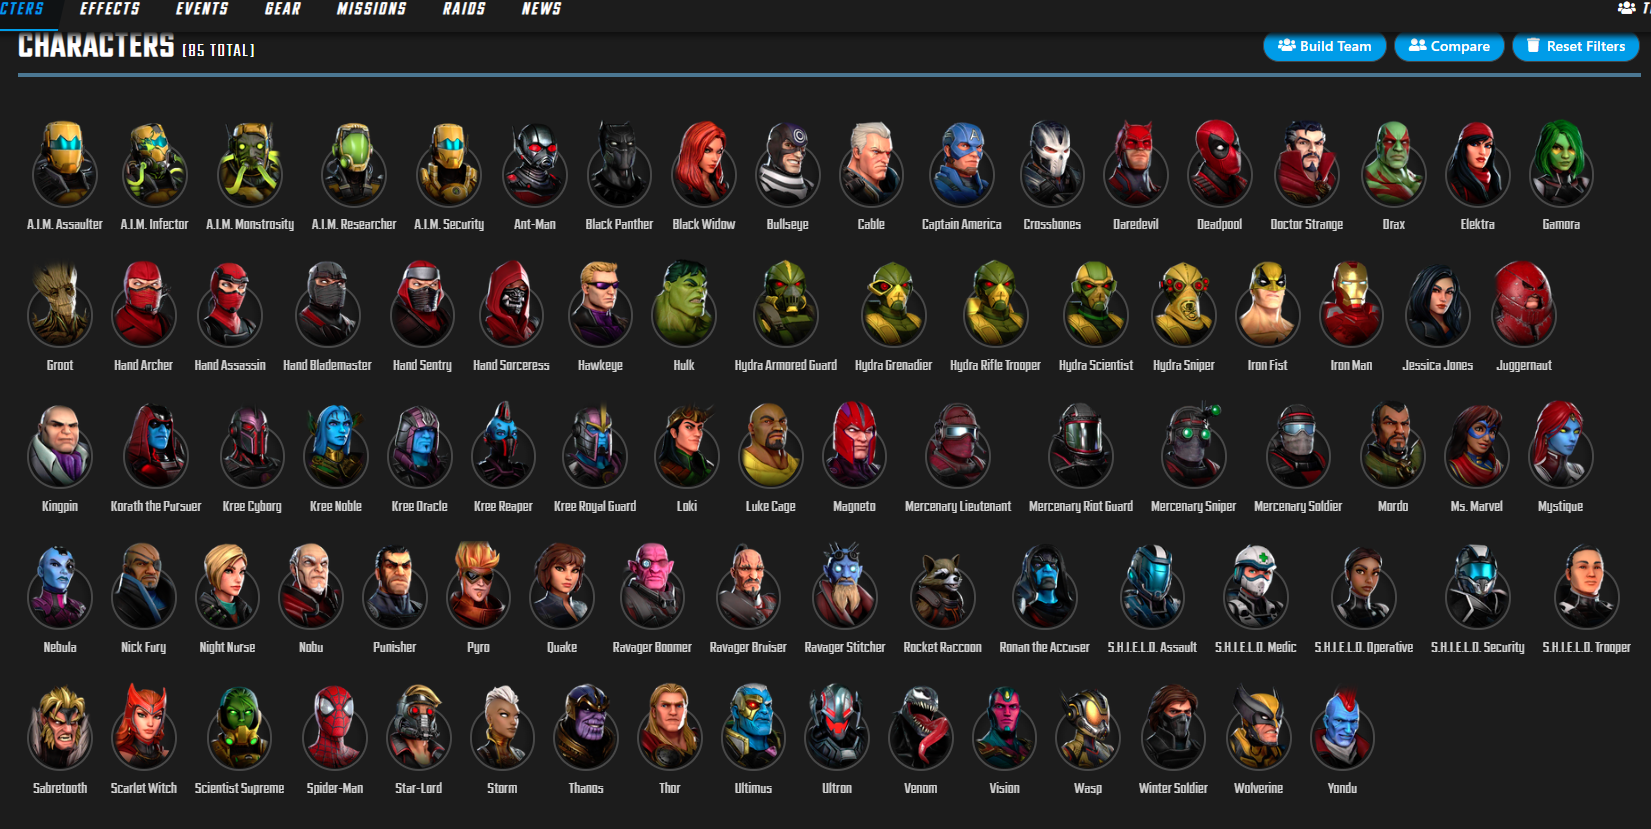 CTERS EFFECTS EVENTS GEAR MISSIONS RAIDS NEWS
CHARACTERS [85 TOTAL] Build Team Compare Reset Filters
A.I.M. Assaulter A.I.M. Infector A.I.M. Monstrosity A.I.M. Researcher A.I.M. Security Ant-Man Black Panther Black Widow Bullseye Cable Captain America Crossbones Daredevil Deadpool Doctor Strange Drax Elektra Gamora
Groot Hand Archer Hand Assassin Hand Blademaster Hand Sentry Hand Sorceress Hawkeye Hulk Hydra Armored Guard Hydra Grenadier Hydra Rifle Trooper Hydra Scientist Hydra Sniper Iron Fist Iron Man Jessica Jones Juggernaut
Kingpin Korath the Pursuer Kree Cyborg Kree Noble Kree Oracle Kree Reaper Kree Royal Guard Loki Luke Cage Magneto Mercenary Lieutenant Mercenary Riot Guard Mercenary Sniper Mercenary Soldier Mordo Ms. Marvel Mystique
Nebula Nick Fury Night Nurse Nobu Punisher Pyro Quake Ravager Boomer Ravager Bruiser Ravager Stitcher Rocket Raccoon Ronan the Accuser S.H.I.E.L.D. Assault S.H.I.E.L.D. Medic S.H.I.E.L.D. Operative S.H.I.E.L.D. Security S.H.I.E.L.D. Trooper
Sabretooth Scarlet Witch Scientist Supreme Spider-Man Star-Lord Storm Thanos Thor Ultimus Ultron Venom Vision Wasp Winter Soldier Wolverine Yondu